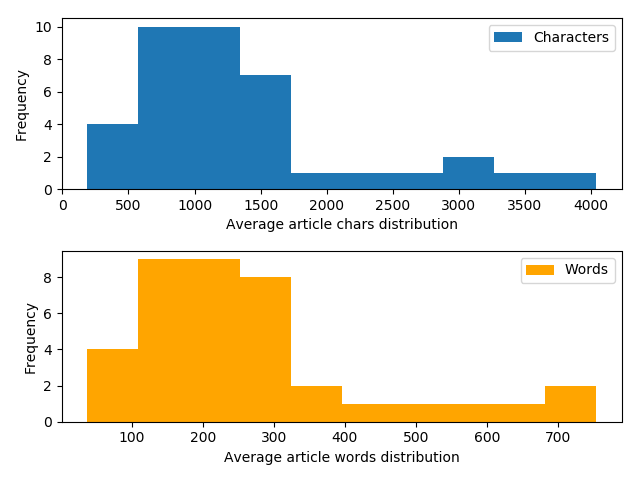 Characters
10
8
6
4
2
0
Frequency
0 500 1000 1500 2000 2500 3000 3500 4000
Average article chars distribution
Words
8
6
4
2
0
Frequency
100 200 300 400 500 600 700
Average article words distribution